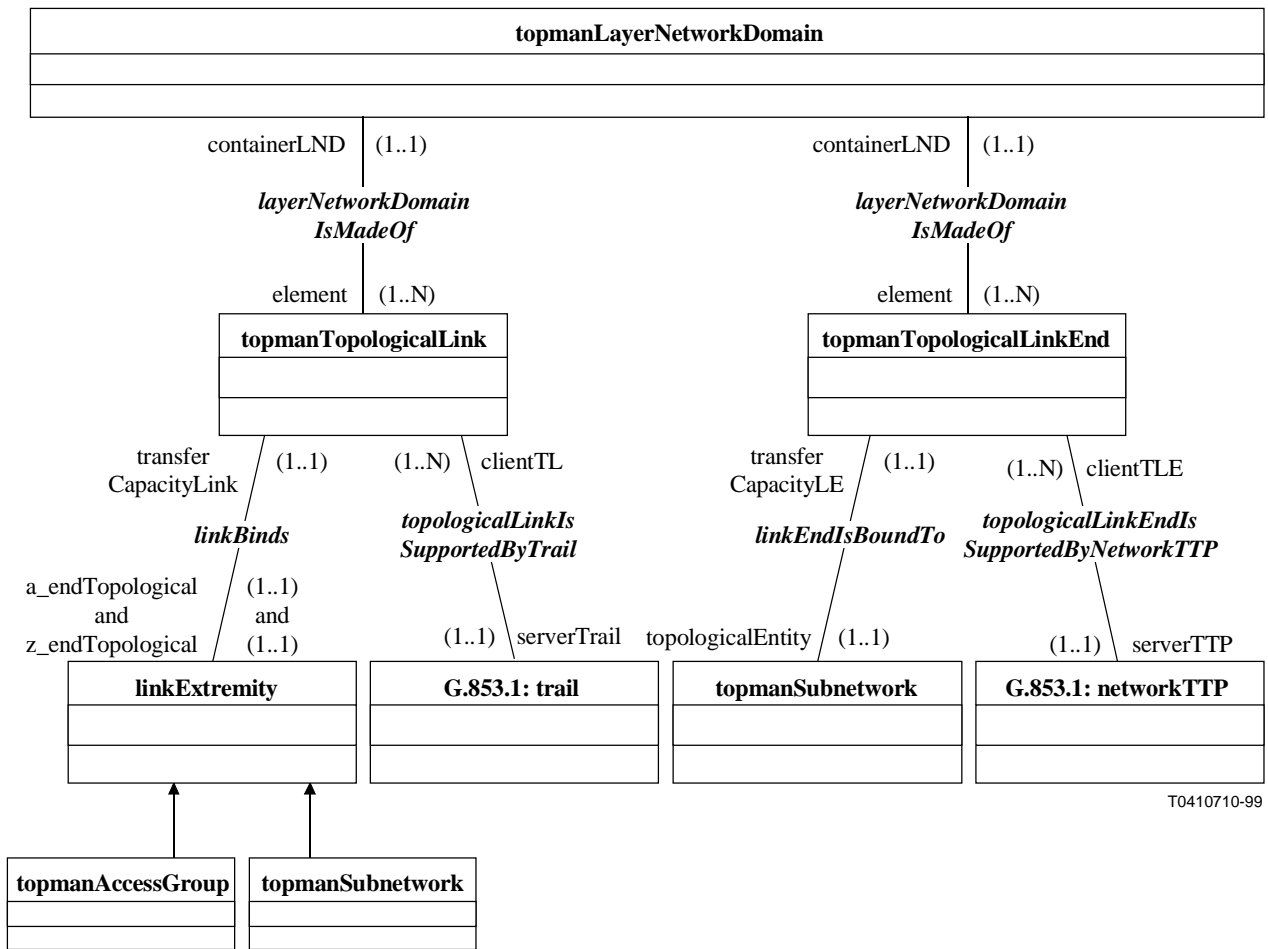 topmanLayerNetworkDomain
containerLND (1..1)
containerLND (1..1)
layerNetworkDomain
IsMadeOf
layerNetworkDomain
IsMadeOf
element (1..N)
element (1..N)
topmanTopologicalLink
topmanTopologicalLinkEnd
transfer
CapacityLink
(1..1)
(1..N) clientTL
transfer
CapacityLE
(1..1)
(1..N) clientTLE
linkBinds
topologicalLinkIs
SupportedByTrail
linkEndIsBoundTo
topologicalLinkEndIs
SupportedByNetworkTTP
a_endTopological
and
z_endTopological
(1..1)
and
(1..1)
(1..1) serverTrail
topologicalEntity (1..1)
(1..1) serverTTP
linkExtremity
G.853.1: trail
topmanSubnetwork
G.853.1: networkTTP
T0410710-99
topmanAccessGroup
topmanSubnetwork